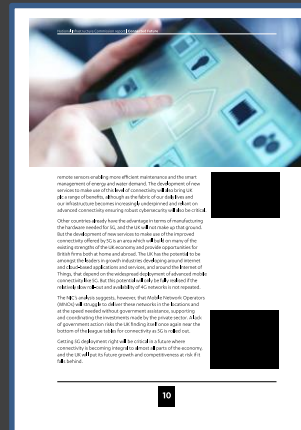 National Infrastructure Commission report | Connected Future
remote sensors enabling more efficient maintenance and the smart
management of energy and water demand. The development of new
services to make use of this level of connectivity will also bring UK
plc a range of benefits, although as the fabric of our daily lives and
our infrastructure becomes increasingly underpinned and reliant on
advanced connectivity ensuring robust cybersecurity will also be critical.
Other countries already have the advantage in terms of manufacturing
the hardware needed for 5G, and the UK will not make up that ground.
But the development of new services to make use of the improved
connectivity offered by 5G is an area which will build on many of the
existing strengths of the UK economy and provide opportunities for
British firms both at home and abroad. The UK has the potential to be
amongst the leaders in growth industries developing around internet
and cloud-based applications and services, and around the Internet of
Things, that depend on the widespread deployment of advanced mobile
connectivity like 5G. But this potential will only be fully realised if the
relatively slow roll-out and availability of 4G networks is not repeated.
The NIC's analysis suggests, however, that Mobile Network Operators
(MNOs) will struggle to deliver these networks in the locations and
at the speed needed without government assistance, supporting
and coordinating the investments made by the private sector. A lack
of government action risks the UK finding itself once again near the
bottom of the league tables for connectivity as 5G is rolled out.
Getting 5G deployment right will be critical in a future where
connectivity is becoming integral to almost all parts of the economy
and the UK will put its future growth and competitiveness at risk if it
falls behind.
10